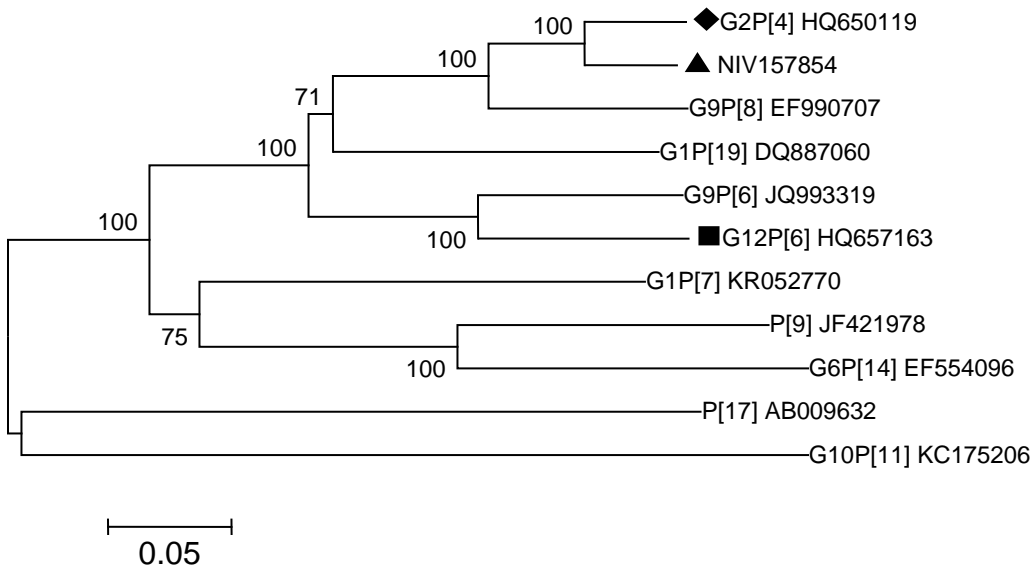 100
G2P[4] HQ650119
100
NIV157854
71
G9P[8] EF990707
100
G1P[19] DQ887060
G9P[6] JQ993319
100
100
G12P[6] HQ657163
G1P[7] KR052770
75
P[9] JF421978
100
G6P[14] EF554096
P[17] AB009632
G10P[11] KC175206
0.05